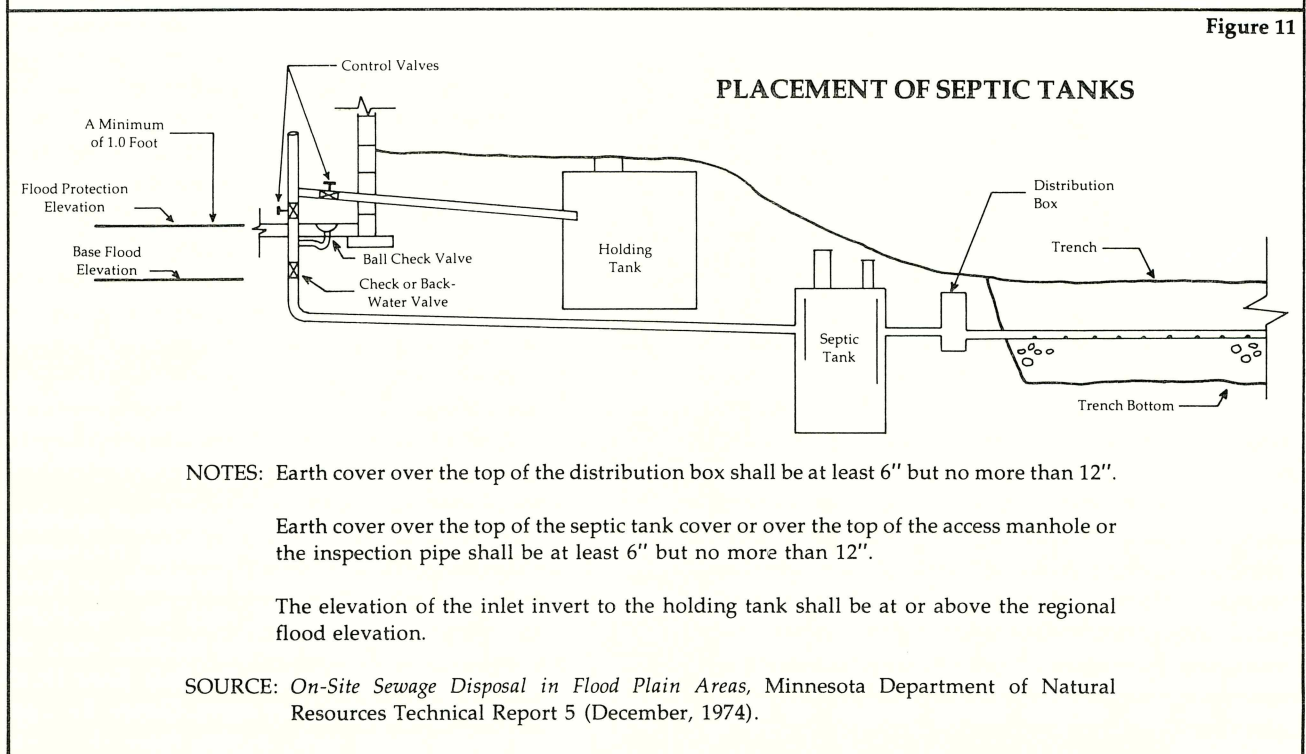 Figure 11
PLACEMENT OF SEPTIC TANKS
Control Valves
A Minimum
of 1.0 Foot
Flood Protection
Elevation
Base Flood
Elevation
Ball Check Valve
Check or Back-
Water Valve
Holding
Tank
Septic
Tank
Distribution
Box
Trench
Trench Bottom
NOTES: Earth cover over the top of the distribution box shall be at least 6" but no more than 12".
Earth cover over the top of the septic tank cover or over the top of the access manhole or
the inspection pipe shall be at least 6" but no more than 12".
The elevation of the inlet invert to the holding tank shall be at or above the regional
flood elevation.
SOURCE: On-Site Sewage Disposal in Flood Plain Areas, Minnesota Department of Natural
Resources Technical Report 5 (December, 1974).